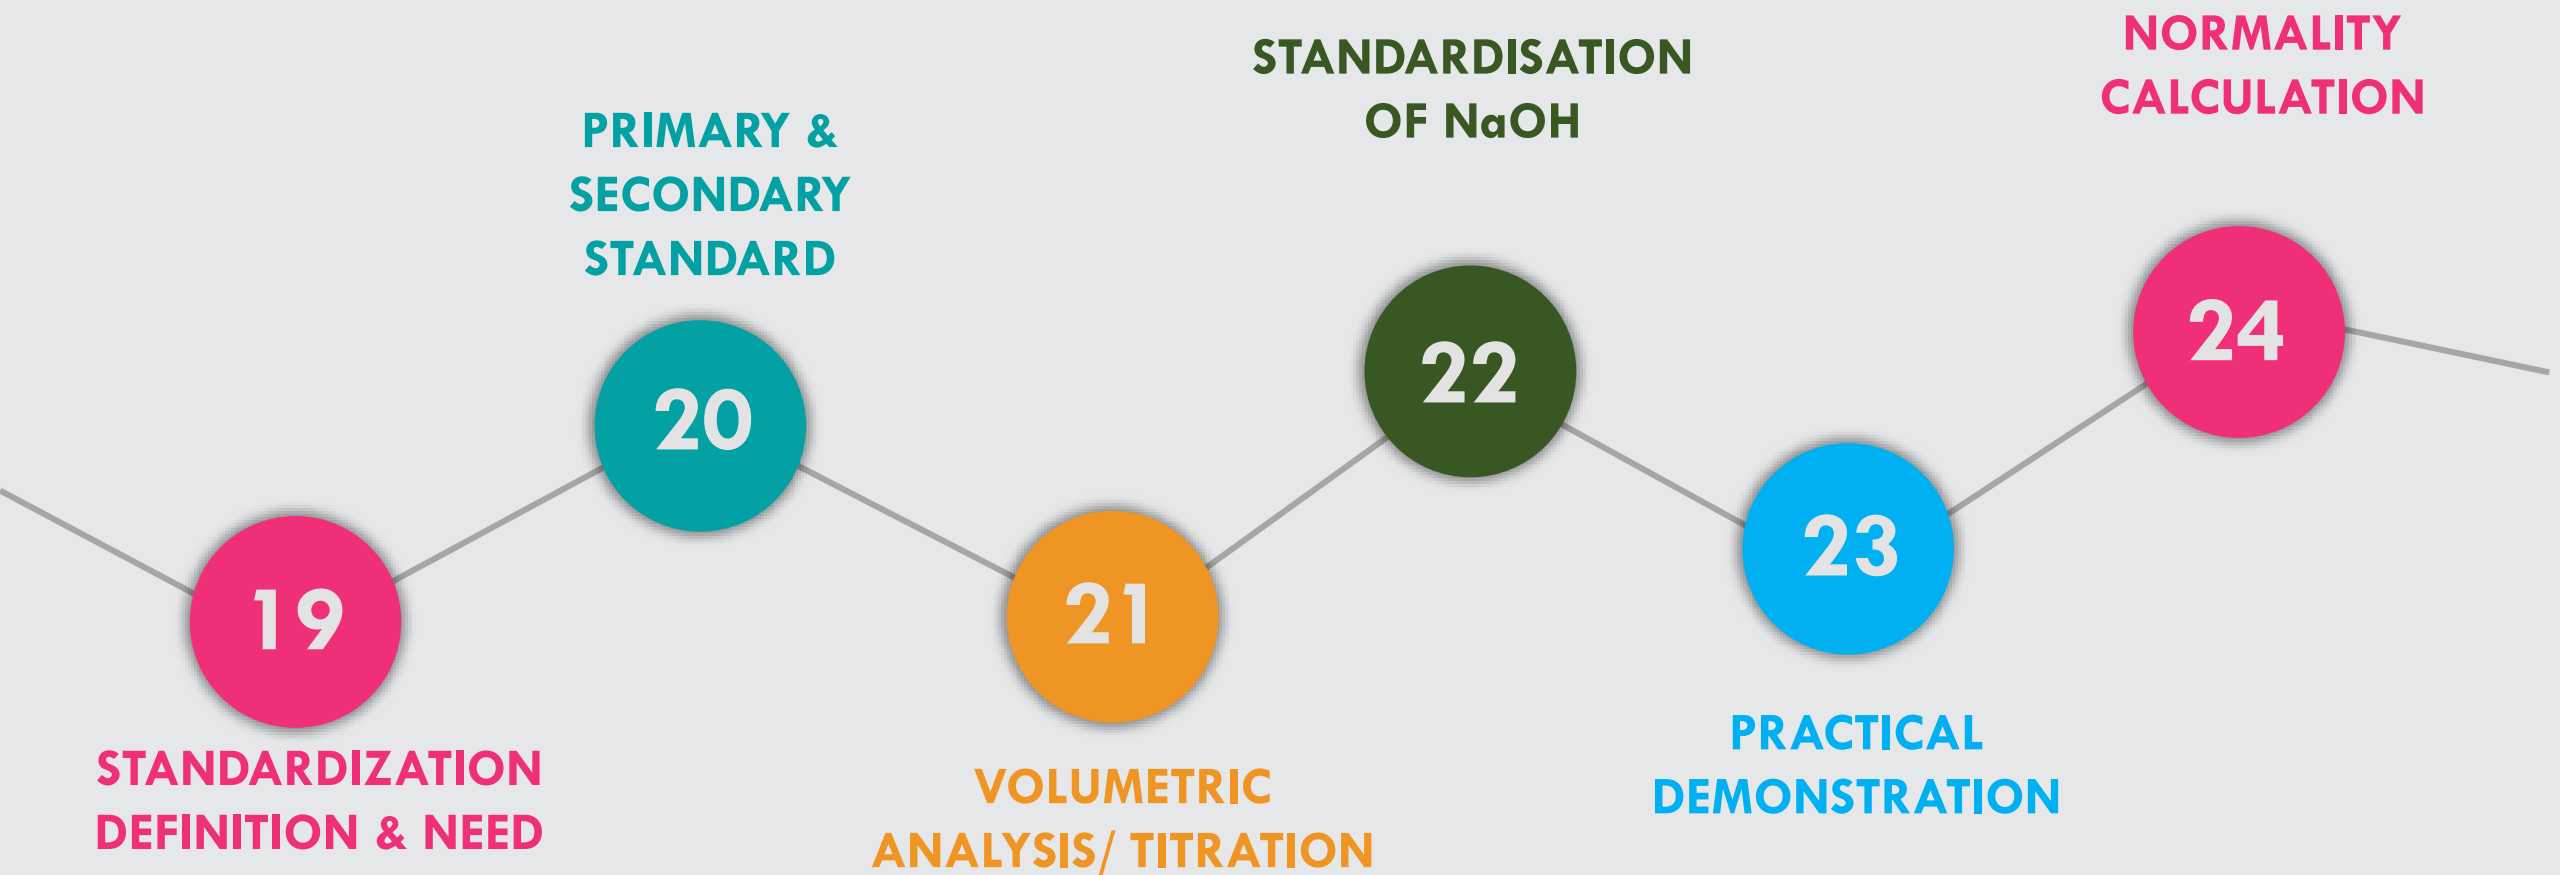 19
STANDARDIZATION
DEFINITION & NEED
PRIMARY &
SECONDARY
STANDARD
20
21
VOLUMETRIC
ANALYSIS/ TITRATION
STANDARDISATION
OF NaOH
22
23
PRACTICAL
DEMONSTRATION
NORMALITY
CALCULATION
24